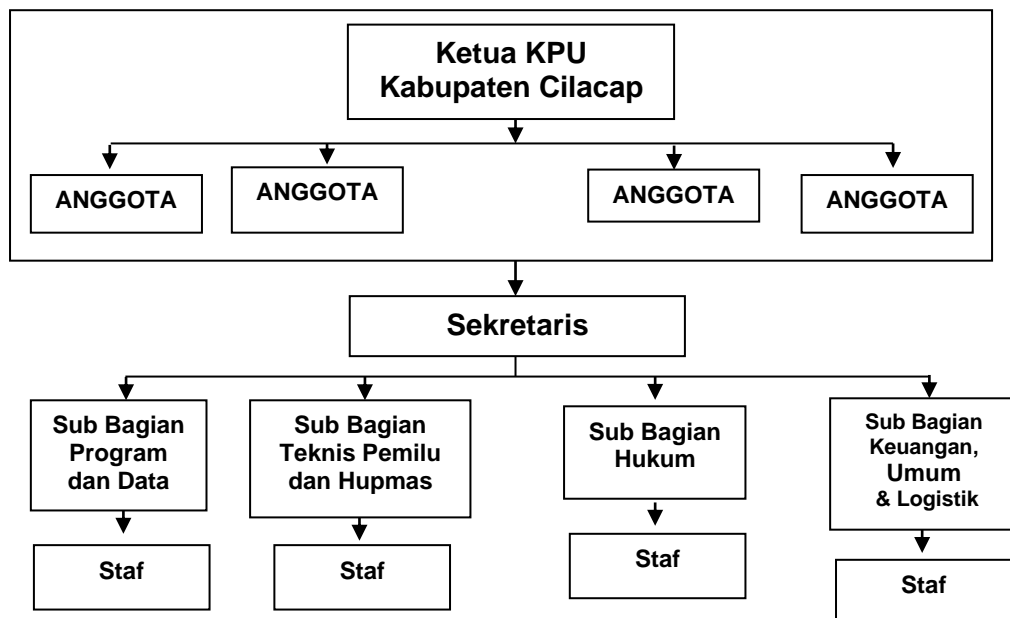 Ketua KPU
Kabupaten Cilacap
ANGGOTA
ANGGOTA
ANGGOTA
ANGGOTA
Sekretaris
Sub Bagian
Program
dan Data
Sub Bagian
Teknis Pemilu
dan Hupmas
Sub Bagian
Hukum
Sub Bagian
Keuangan,
Umum
& Logistik
Staf
Staf
Staf
Staf